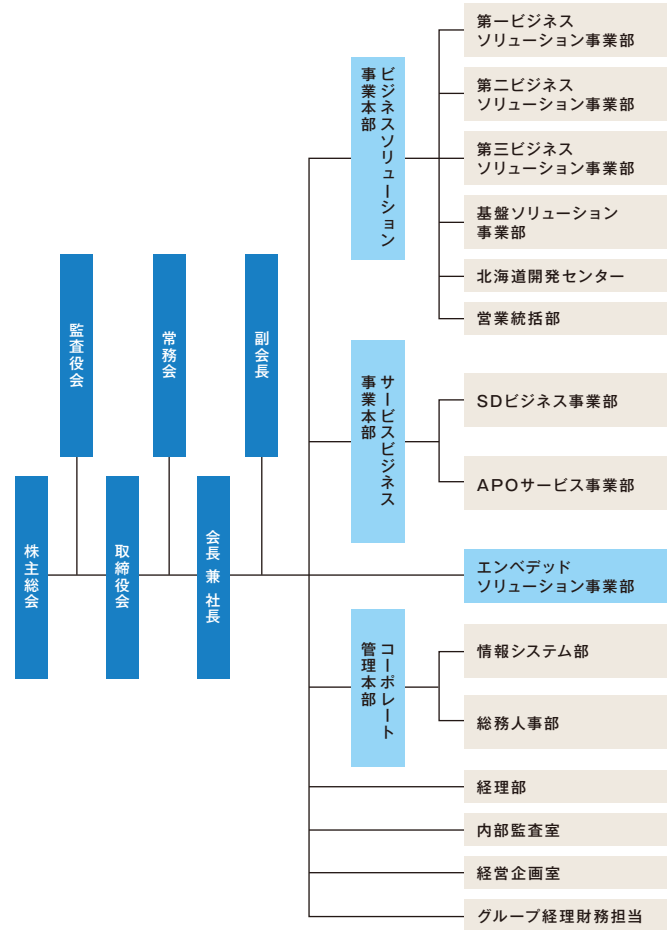 株主総会
監査役会
取締役会
常務会
会長 兼 社長
副会長
ビジネスソリューション
事業本部
第一ビジネス
ソリューション事業部
第二ビジネス
ソリューション事業部
第三ビジネス
ソリューション事業部
基盤ソリューション
事業部
北海道開発センター
営業統括部
サービスビジネス
事業本部
SDビジネス事業部
APOサービス事業部
エンベデッド
ソリューション事業部
コーポレート
管理本部
情報システム部
総務人事部
経理部
内部監査室
経営企画室
グループ経理財務担当